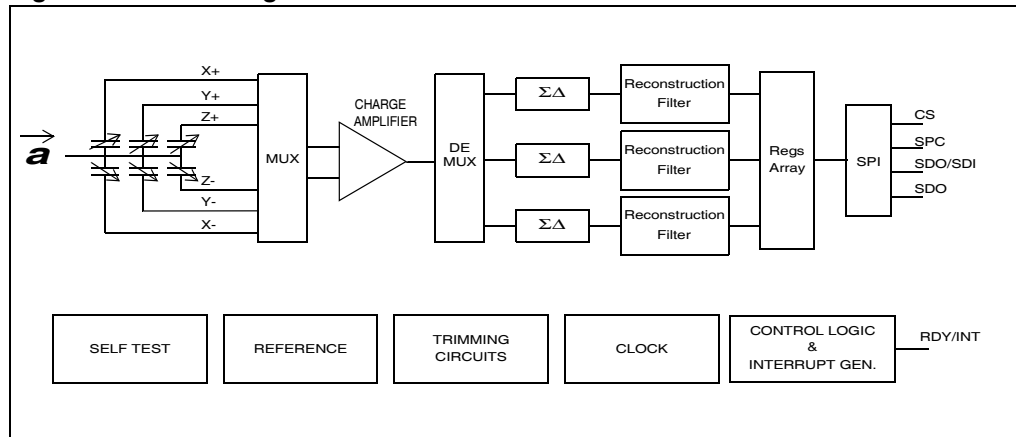 X+
Y+
Z+
a
Z-
Y-
X-
MUX
CHARGE
AMPLIFIER
DE
MUX
ΣΔ
ΣΔ
ΣΔ
Reconstruction
Filter
Reconstruction
Filter
Reconstruction
Filter
Regs
Array
SPI
CS
SPC
SDO/SDI
SDO
SELF TEST
REFERENCE
TRIMMING
CIRCUITS
CLOCK
CONTROL LOGIC
&
INTERRUPT GEN.
RDY/INT